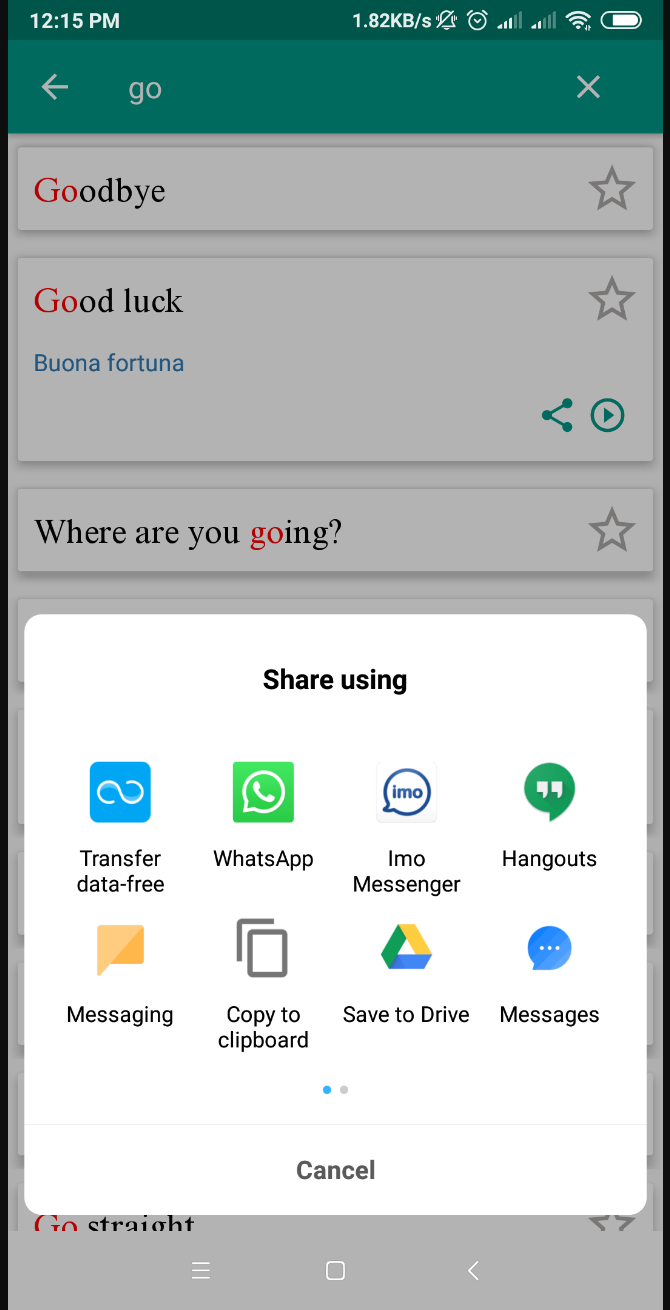 12:15 PM 1.82KB/s
go
Goodbye
Good luck
Buona fortuna
Where are you going?
Share using
Transfer data-free
WhatsApp
imo
Imo Messenger
Hangouts
Messaging
Copy to clipboard
Save to Drive
Messages
Cancel
Go straight